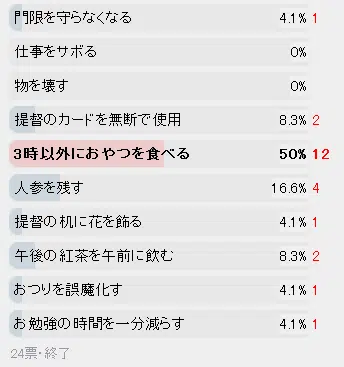 門限を守らなくなる 4.1% 1
仕事をサボる 0%
物を壊す 0%
提督のカードを無断で使用 8.3% 2
3時以外におやつを食べる 50% 12
人参を残す 16.6% 4
提督の机に花を飾る 4.1% 1
午後の紅茶を午前に飲む 8.3% 2
おつりを誤魔化す 4.1% 1
お勉強の時間を一分減らす 4.1% 1
24票・終了